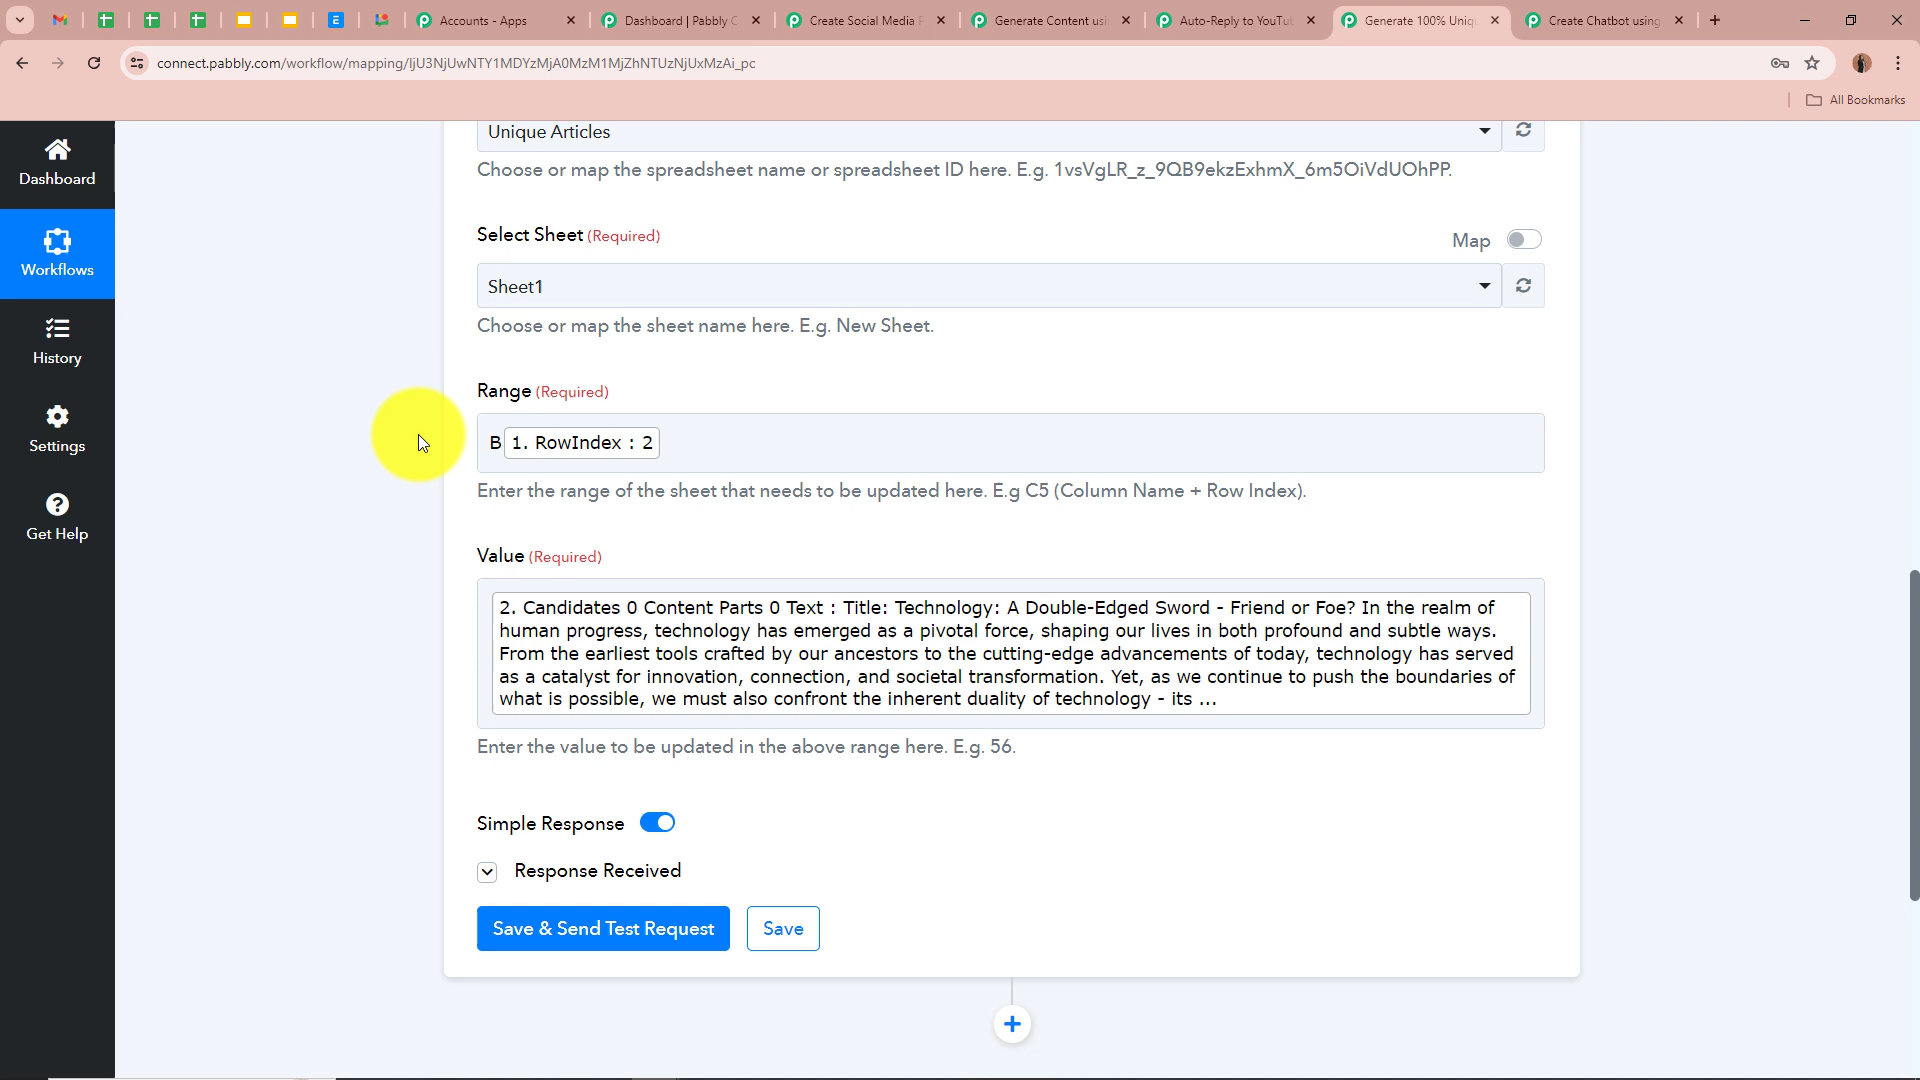 Accounts - Apps
Dashboard | Pabbly C
Create Social Media P
Generate Content usi
Auto-Reply to YouTu
Generate 100% Uniqu
Create Chatbot using
connect.pabbly.com/workflow/mapping/IjU3NjUwNTY1MDYzMjA0MzM1MjZhNTUzNjUxMzAi_pc
All Bookmarks
Dashboard
Workflows
History
Settings
Get Help
Unique Articles
Choose or map the spreadsheet name or spreadsheet ID here. E.g. 1vsVgLR_z_9QB9ekzExhmX_6m5OiVdUOhPP.
Select Sheet (Required)
Map
Sheet1
Choose or map the sheet name here. E.g. New Sheet.
Range (Required)
B 1. RowIndex : 2
Enter the range of the sheet that needs to be updated here. E.g C5 (Column Name + Row Index).
Value (Required)
2. Candidates 0 Content Parts 0 Text : Title: Technology: A Double-Edged Sword - Friend or Foe? In the realm of
human progress, technology has emerged as a pivotal force, shaping our lives in both profound and subtle ways.
From the earliest tools crafted by our ancestors to the cutting-edge advancements of today, technology has served
as a catalyst for innovation, connection, and societal transformation. Yet, as we continue to push the boundaries of
what is possible, we must also confront the inherent duality of technology - its ...
Enter the value to be updated in the above range here. E.g. 56.
Simple Response
Response Received
Save & Send Test Request
Save